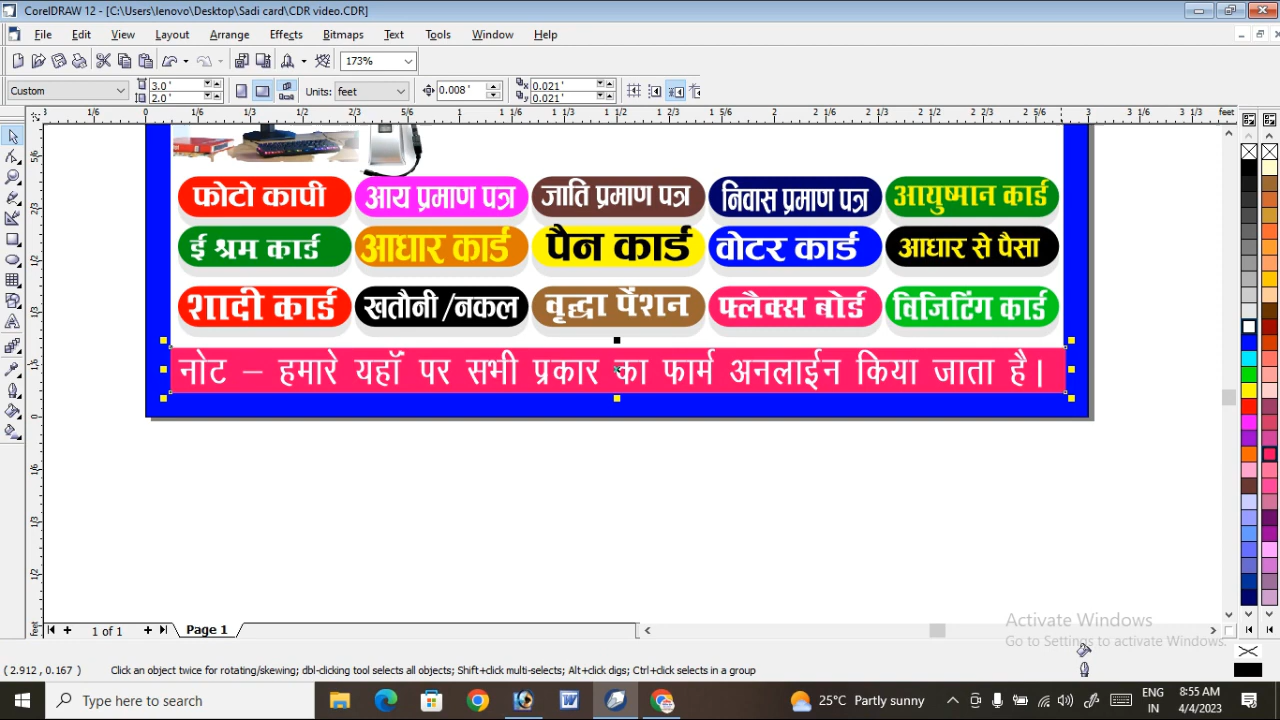 CorelDRAW 12 - [C:\Users\lenovo\Desktop\Sadi card\CDR video.CDR]
File Edit View Layout Arrange Effects Bitmaps Text Tools Window Help
173%
Custom 3.0 ' 2.0 ' Units: feet 0.008 ' 0.021 ' 0.021 '
फोटो कापी आय प्रमाण पत्र जाति प्रमाण पत्र निवास प्रमाण पत्र आयुष्मान कार्ड
ई श्रम कार्ड आधार कार्ड पैन कार्ड वोटर कार्ड आधार से पैसा
शादी कार्ड खतौनी /नकल वृद्धा पेंशन फ्लैक्स बोर्ड विजिटिंग कार्ड
नोट – हमारे यहाॅं पर सभी प्रकार का फार्म अनलाईन किया जाता है।
1 of 1 Page 1
Activate Windows
Go to Settings to activate Windows.
( 2.912 , 0.167 ) Click an object twice for rotating/skewing; dbl-clicking tool selects all objects; Shift+click multi-selects; Alt+click digs; Ctrl+click selects in a group
Type here to search 25°C Partly sunny ENG IN 8:55 AM 4/4/2023